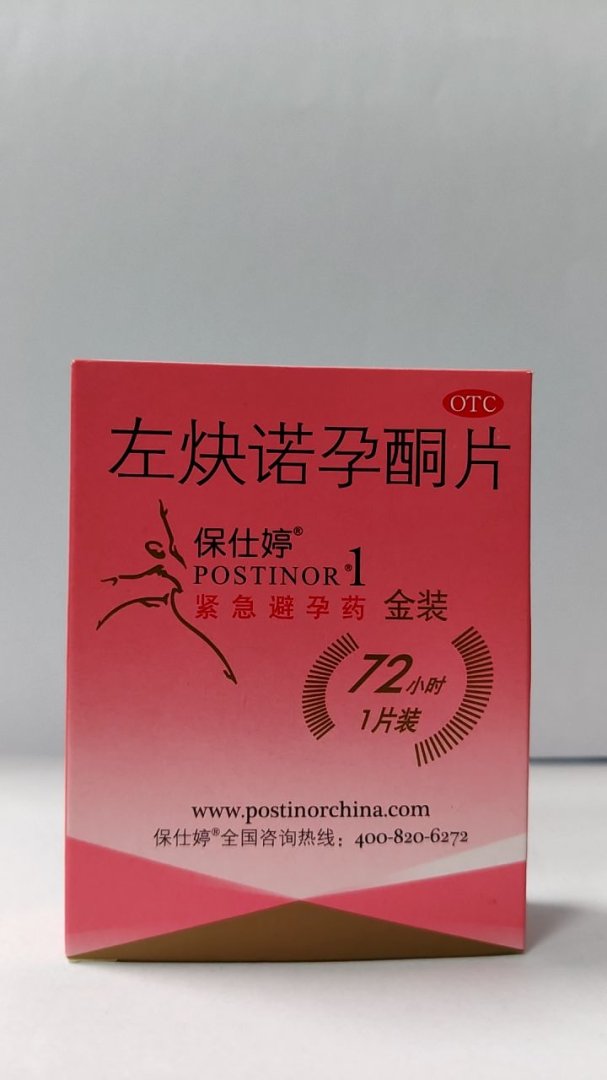 OTC
左炔诺孕酮片
保仕婷®
POSTINOR®1
紧急避孕药 金装
72小时
1片装
www.postinorchina.com
保仕婷®全国咨询热线：400-820-6272